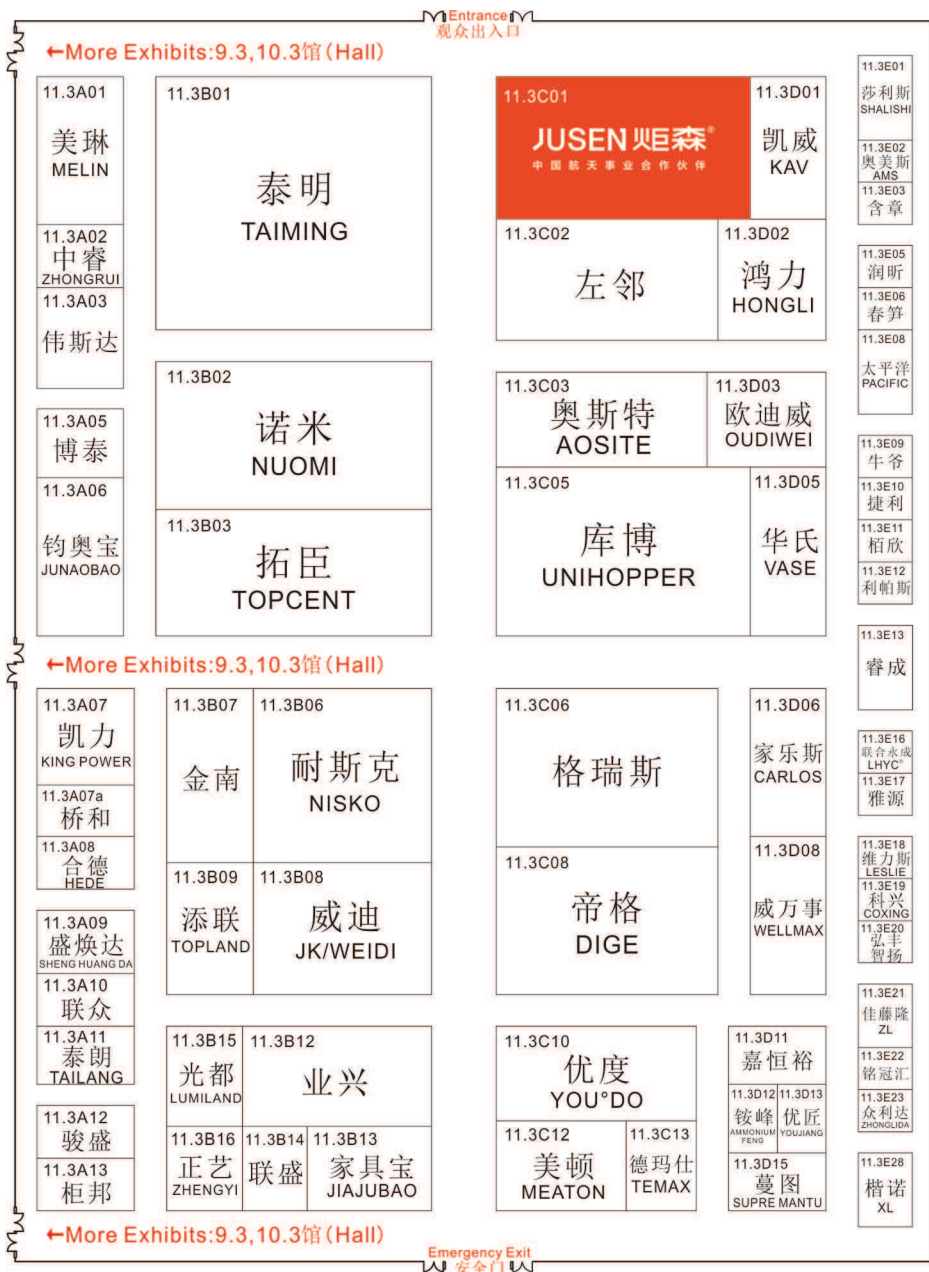 Entrance
观众出入口
←More Exhibits:9.3,10.3馆(Hall)
11.3A01
美琳
MELIN
11.3A02
中睿
ZHONGRUI
11.3A03
伟斯达
11.3A05
博泰
11.3A06
钧奥宝
JUNAOBAO
11.3B01
泰明
TAIMING
11.3B02
诺米
NUOMI
11.3B03
拓臣
TOPCENT
11.3C01
JUSEN炬森®
中国航天事业合作伙伴
11.3D01
凯威
KAV
11.3C02
左邻
11.3D02
鸿力
HONGLI
11.3C03
奥斯特
AOSITE
11.3D03
欧迪威
OUDIWEI
11.3C05
库博
UNIHOPPER
11.3D05
华氏
VASE
11.3E01
莎利斯
SHALISHI
11.3E02
奥美斯
AMS
11.3E03
含章
11.3E05
润昕
11.3E06
春笋
11.3E08
太平洋
PACIFIC
11.3E09
牛爷
11.3E10
捷利
11.3E11
栢欣
11.3E12
利帕斯
11.3E13
睿成
←More Exhibits:9.3,10.3馆(Hall)
11.3A07
凯力
KING POWER
11.3A07a
桥和
11.3A08
合德
HEDE
11.3A09
盛焕达
SHENG HUANG DA
11.3A10
联众
11.3A11
泰朗
TAILANG
11.3A12
骏盛
11.3A13
柜邦
11.3B07
金南
11.3B06
耐斯克
NISKO
11.3B09
添联
TOPLAND
11.3B08
威迪
JK/WEIDI
11.3B15
光都
LUMILAND
11.3B12
业兴
11.3B16
正艺
ZHENGYI
11.3B14
联盛
11.3B13
家具宝
JIAJUBAO
11.3C06
格瑞斯
11.3C08
帝格
DIGE
11.3D06
家乐斯
CARLOS
11.3D08
威万事
WELLMAX
11.3C10
优度
YOU°DO
11.3C12
美顿
MEATON
11.3C13
德玛仕
TEMAX
11.3D11
嘉恒裕
11.3D12
铵峰
AMMONIUM
FENG
11.3D13
优匠
YOUJIANG
11.3D15
蔓图
SUPRE MANTU
11.3E16
联合永成
LHYC®
11.3E17
雅源
11.3E18
维力斯
LESLIE
11.3E19
科兴
COXING
11.3E20
弘丰
智扬
11.3E21
佳藤隆
ZL
11.3E22
铭冠汇
11.3E23
众利达
ZHONGLIDA
11.3E28
楷诺
XL
←More Exhibits:9.3,10.3馆(Hall)
Emergency Exit
安全门